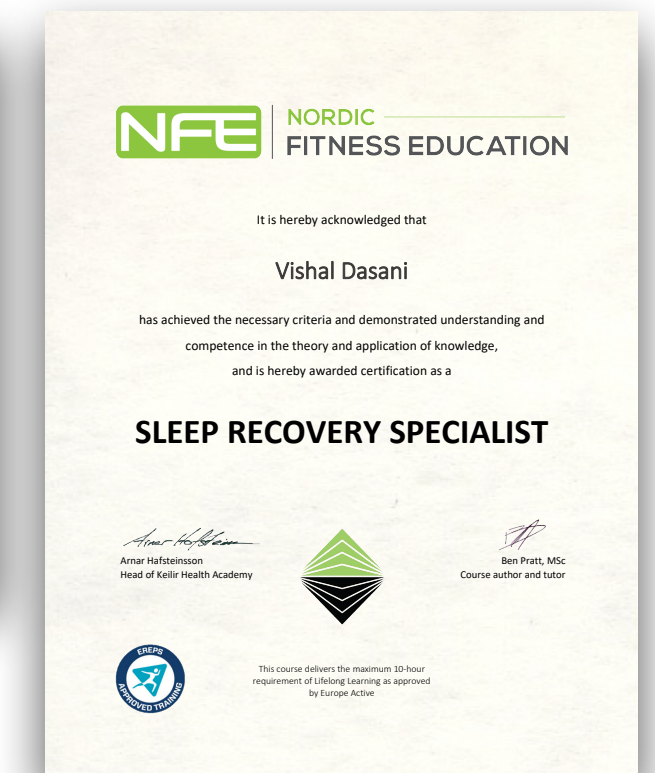 NFE
NORDIC
FITNESS EDUCATION
It is hereby acknowledged that
Vishal Dasani
has achieved the necessary criteria and demonstrated understanding and
competence in the theory and application of knowledge,
and is hereby awarded certification as a
SLEEP RECOVERY SPECIALIST
Arnar Hafsteinsson
Head of Keilir Health Academy
Ben Pratt, MSc
Course author and tutor
EREPS
APPROVED TRAINING
This course delivers the maximum 10-hour
requirement of Lifelong Learning as approved
by Europe Active